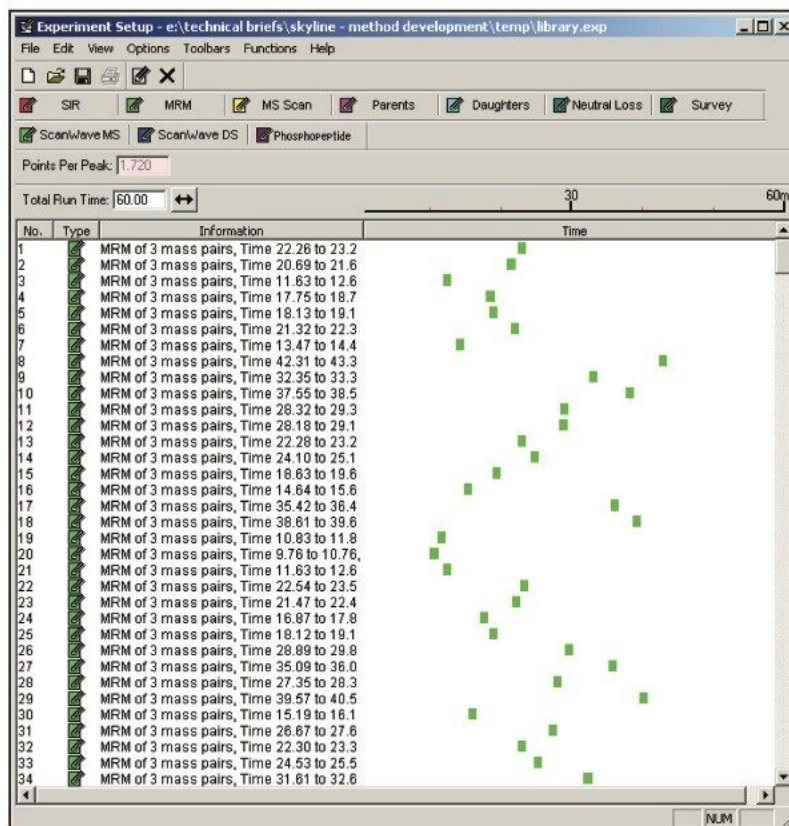 Experiment Setup - e:\technical briefs\skyline - method development\temp\library.exp
File Edit View Options Toolbars Functions Help
SIR MRM MS Scan Parents Daughters Neutral Loss Survey
ScanWave MS ScanWave DS Phosphopeptide
Points Per Peak: 1.720
Total Run Time: 60.00 30 60m
No. Type Information Time
1 MRM of 3 mass pairs, Time 22.26 to 23.2
2 MRM of 3 mass pairs, Time 20.69 to 21.6
3 MRM of 3 mass pairs, Time 11.63 to 12.6
4 MRM of 3 mass pairs, Time 17.75 to 18.7
5 MRM of 3 mass pairs, Time 18.13 to 19.1
6 MRM of 3 mass pairs, Time 21.32 to 22.3
7 MRM of 3 mass pairs, Time 13.47 to 14.4
8 MRM of 3 mass pairs, Time 42.31 to 43.3
9 MRM of 3 mass pairs, Time 32.35 to 33.3
10 MRM of 3 mass pairs, Time 37.55 to 38.5
11 MRM of 3 mass pairs, Time 28.32 to 29.3
12 MRM of 3 mass pairs, Time 28.18 to 29.1
13 MRM of 3 mass pairs, Time 22.28 to 23.2
14 MRM of 3 mass pairs, Time 24.10 to 25.1
15 MRM of 3 mass pairs, Time 18.63 to 19.6
16 MRM of 3 mass pairs, Time 14.64 to 15.6
17 MRM of 3 mass pairs, Time 35.42 to 36.4
18 MRM of 3 mass pairs, Time 38.61 to 39.6
19 MRM of 3 mass pairs, Time 10.83 to 11.8
20 MRM of 3 mass pairs, Time 9.76 to 10.76,
21 MRM of 3 mass pairs, Time 11.63 to 12.6
22 MRM of 3 mass pairs, Time 22.54 to 23.5
23 MRM of 3 mass pairs, Time 21.47 to 22.4
24 MRM of 3 mass pairs, Time 16.87 to 17.8
25 MRM of 3 mass pairs, Time 18.12 to 19.1
26 MRM of 3 mass pairs, Time 28.89 to 29.8
27 MRM of 3 mass pairs, Time 35.09 to 36.0
28 MRM of 3 mass pairs, Time 27.35 to 28.3
29 MRM of 3 mass pairs, Time 39.57 to 40.5
30 MRM of 3 mass pairs, Time 15.19 to 16.1
31 MRM of 3 mass pairs, Time 26.67 to 27.6
32 MRM of 3 mass pairs, Time 22.30 to 23.3
33 MRM of 3 mass pairs, Time 24.53 to 25.5
34 MRM of 3 mass pairs, Time 31.61 to 32.6
NUM